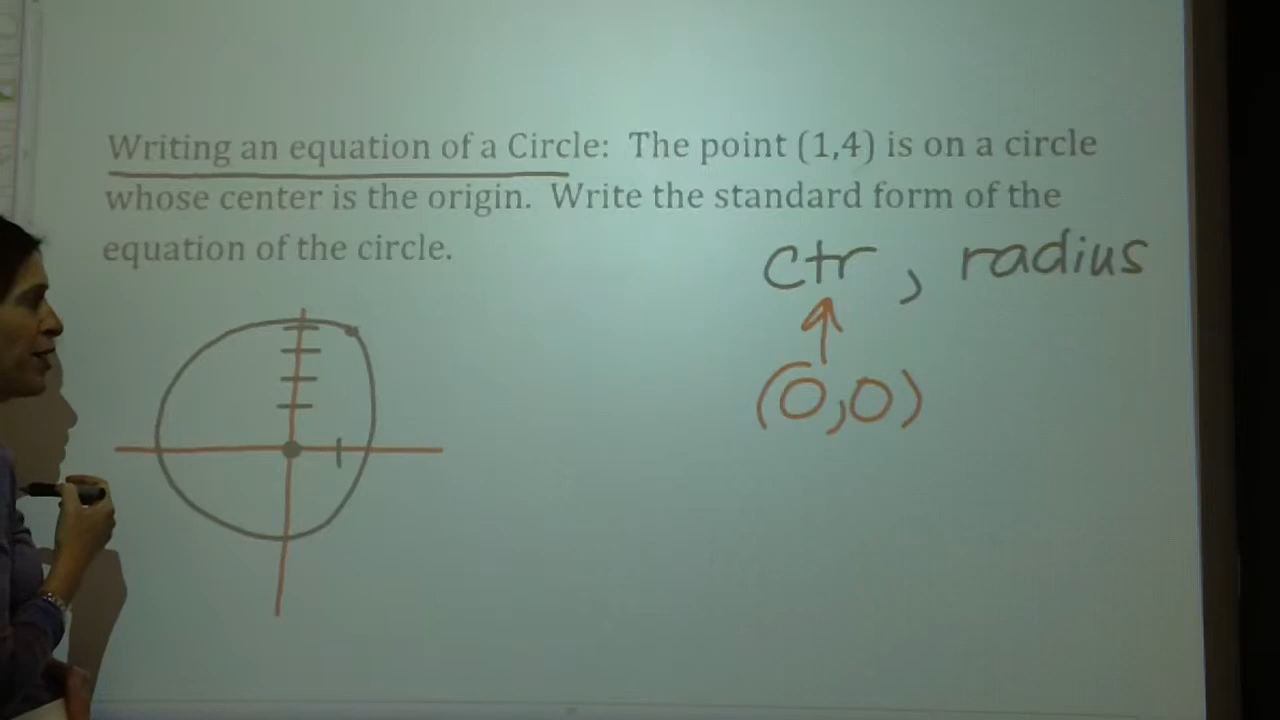 Writing an equation of a Circle: The point (1,4) is on a circle
whose center is the origin. Write the standard form of the
equation of the circle.
ctr, radius
(0,0)